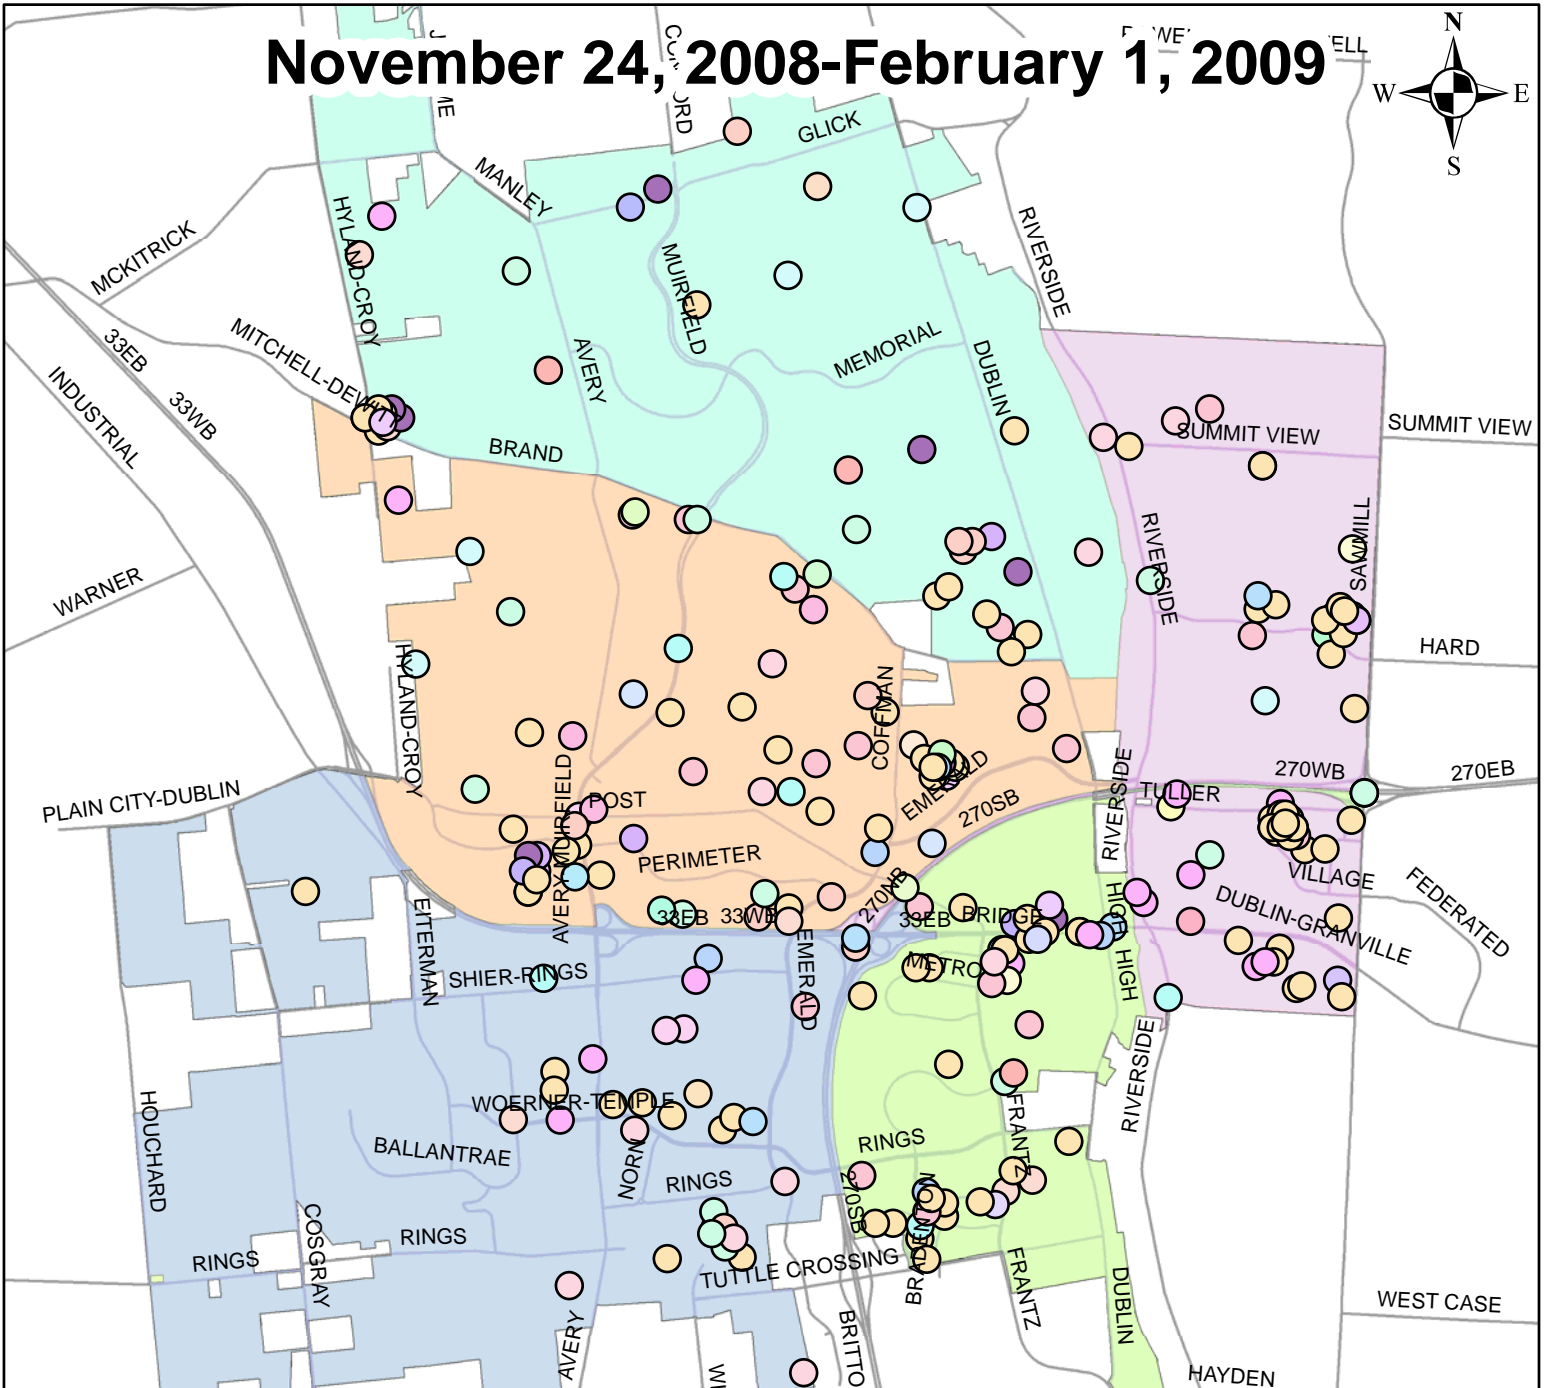 November 24, 2008-February 1, 2009
N
W
E
S
GLICK
MANLEY
HYLAND-CROY
MCKITRICK
RIVERSIDE
MUIRFIELD
33EB
MITCHELL-DEWITT
MEMORIAL
AVERY
DUBLIN
INDUSTRIAL
33WB
BRAND
SUMMIT VIEW
SUMMIT VIEW
SAWMILL
RIVERSIDE
WARNER
HARD
HYLAND-CROY
COFFMAN
EMERALD
RIVERSIDE
270WB
270EB
PLAIN CITY-DUBLIN
POST
AVERY-MUIRFIELD
270SB
TULLER
PERIMETER
VILLAGE
FEDERATED
270NB
33EB
33WB
33EB
BRIDGE
HIGH
DUBLIN-GRANVILLE
EITERMAN
EMERALD
METRO
HIGH
SHIER-RINGS
RIVERSIDE
WOERNER-TEMPLE
FRANTZ
HOUCHARD
BALLANTRAE
NORN
RINGS
RINGS
270SB
BRADENTON
COSGRAY
RINGS
RINGS
TUTTLE CROSSING
FRANTZ
DUBLIN
WEST CASE
AVERY
BRITTO
HAYDEN